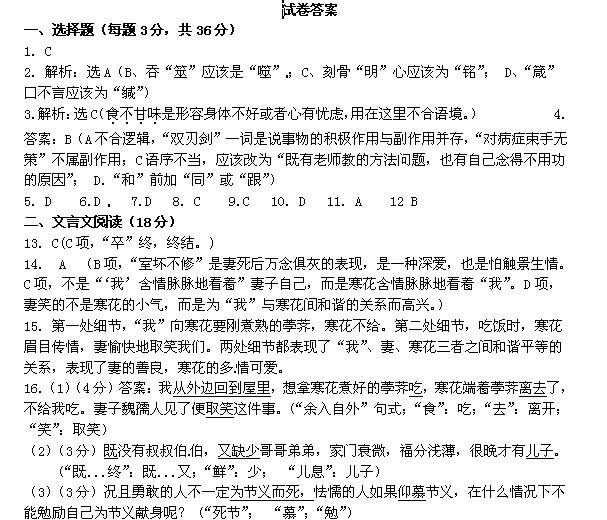 试卷答案
一、选择题（每题3分，共36分）
1. C
2. 解析：选A（B、吞“筮”应该是“噬”。；C、刻骨“明”心应该为“铭”； D、“箴”
口不言应该为“缄”）
3.解析：选C（食不甘味是形容身体不好或者心有忧虑，用在这里不合语境。） 4.
答案：B（A不合逻辑，“双刃剑”一词是说事物的积极作用与副作用并存，“对病症束手无
策”不属副作用；C语序不当，应该改为“既有老师教的方法问题，也有自己念得不用功
的原因”； D．“和”前加“同”或“跟”）
5. D 6.D 。 7.D 8. C 9.C 10. D 11. A 12 B
二、文言文阅读（18分）
13. C(C项，“卒”终，终结。)
14. A （B项，“室坏不修”是妻死后万念俱灰的表现，是一种深爱，也是怕触景生情。
C项，不是“‘我’含情脉脉地看着”妻子自己，而是寒花含情脉脉地看着“我”。D项，
妻笑的不是寒花的小气，而是为“我”与寒花间和谐的关系而高兴。）
15. 第一处细节，“我”向寒花要刚煮熟的荸荠，寒花不给。第二处细节，吃饭时，寒花
眉目传情，妻愉快地取笑我们。两处细节都表现了“我”、妻、寒花三者之间和谐平等的
关系，表现了妻的善良，寒花的多情可爱。
16.（1）（4分）答案：我从外边回到屋里，想拿寒花煮好的荸荠吃，寒花端着荸荠离去了，
不给我吃。妻子魏孺人见了便取笑这件事。（“余入自外”句式；“食”：吃；“去”：离开；
“笑”：取笑）
（2）（3分）既没有叔叔伯伯，又缺少哥哥弟弟，家门衰微，福分浅薄，很晚才有儿子。
（“既...终”：既...又；“鲜”：少； “儿息”：儿子）
（3）（3分）况且勇敢的人不一定为节义而死，怯懦的人如果仰慕节义，在什么情况下不
能勉励自己为节义献身呢？（“死节”； “慕”；“勉”）